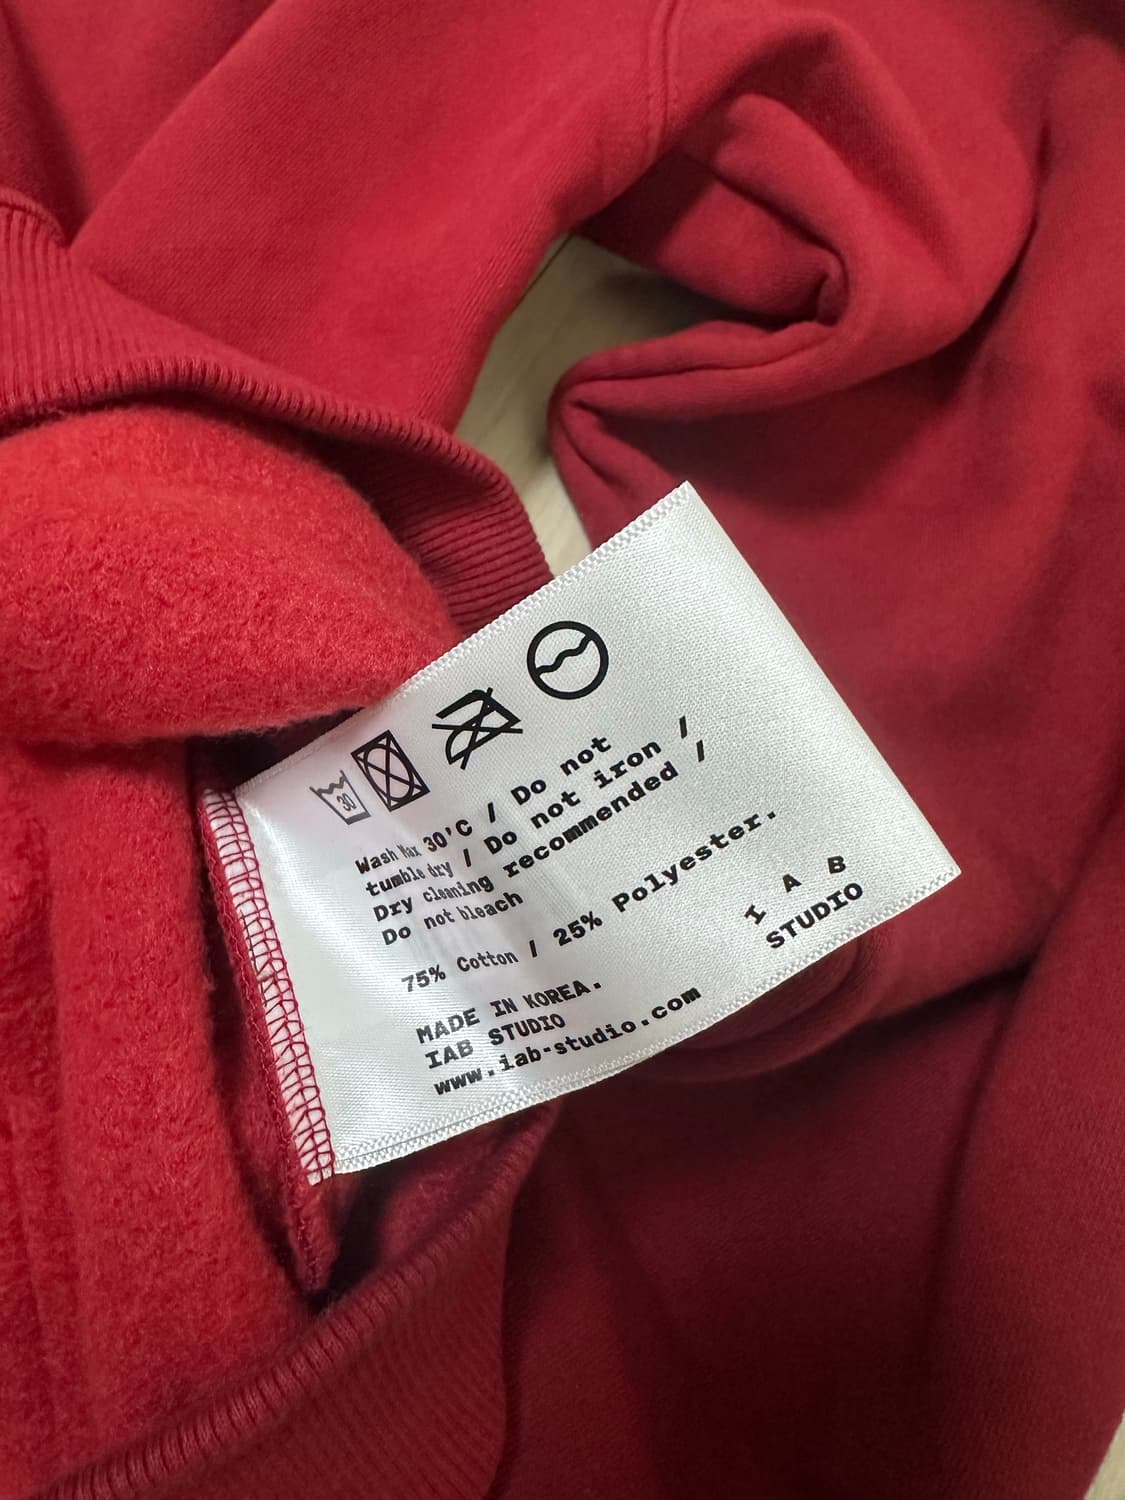 30
Wash Max 30'C / Do not
tumble dry / Do not iron /
Dry cleaning recommended /
Do not bleach
75% Cotton / 25% Polyester.
MADE IN KOREA.
IAB STUDIO
www.iab-studio.com
I A B
STUDIO